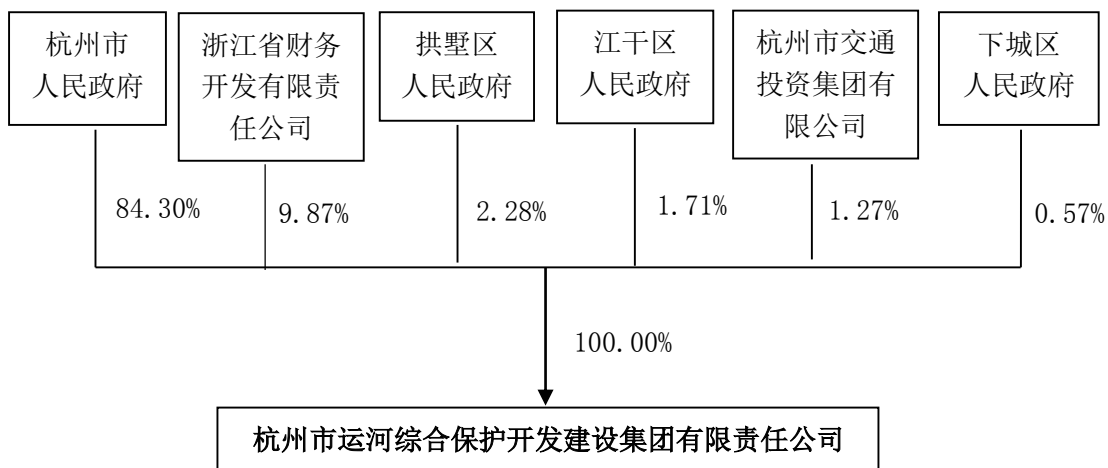 杭州市
人民政府
浙江省财务
开发有限责
任公司
拱墅区
人民政府
江干区
人民政府
杭州市交通
投资集团有
限公司
下城区
人民政府
84.30%
9.87%
2.28%
1.71%
1.27%
0.57%
100.00%
杭州市运河综合保护开发建设集团有限责任公司